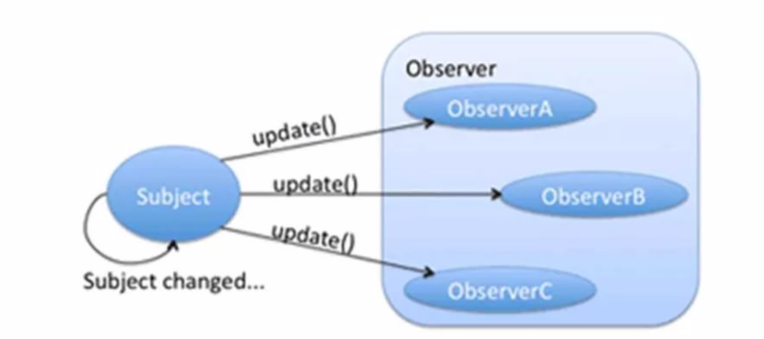 Observer
ObserverA
update()
Subject
update()
ObserverB
update()
Subject changed...
ObserverC